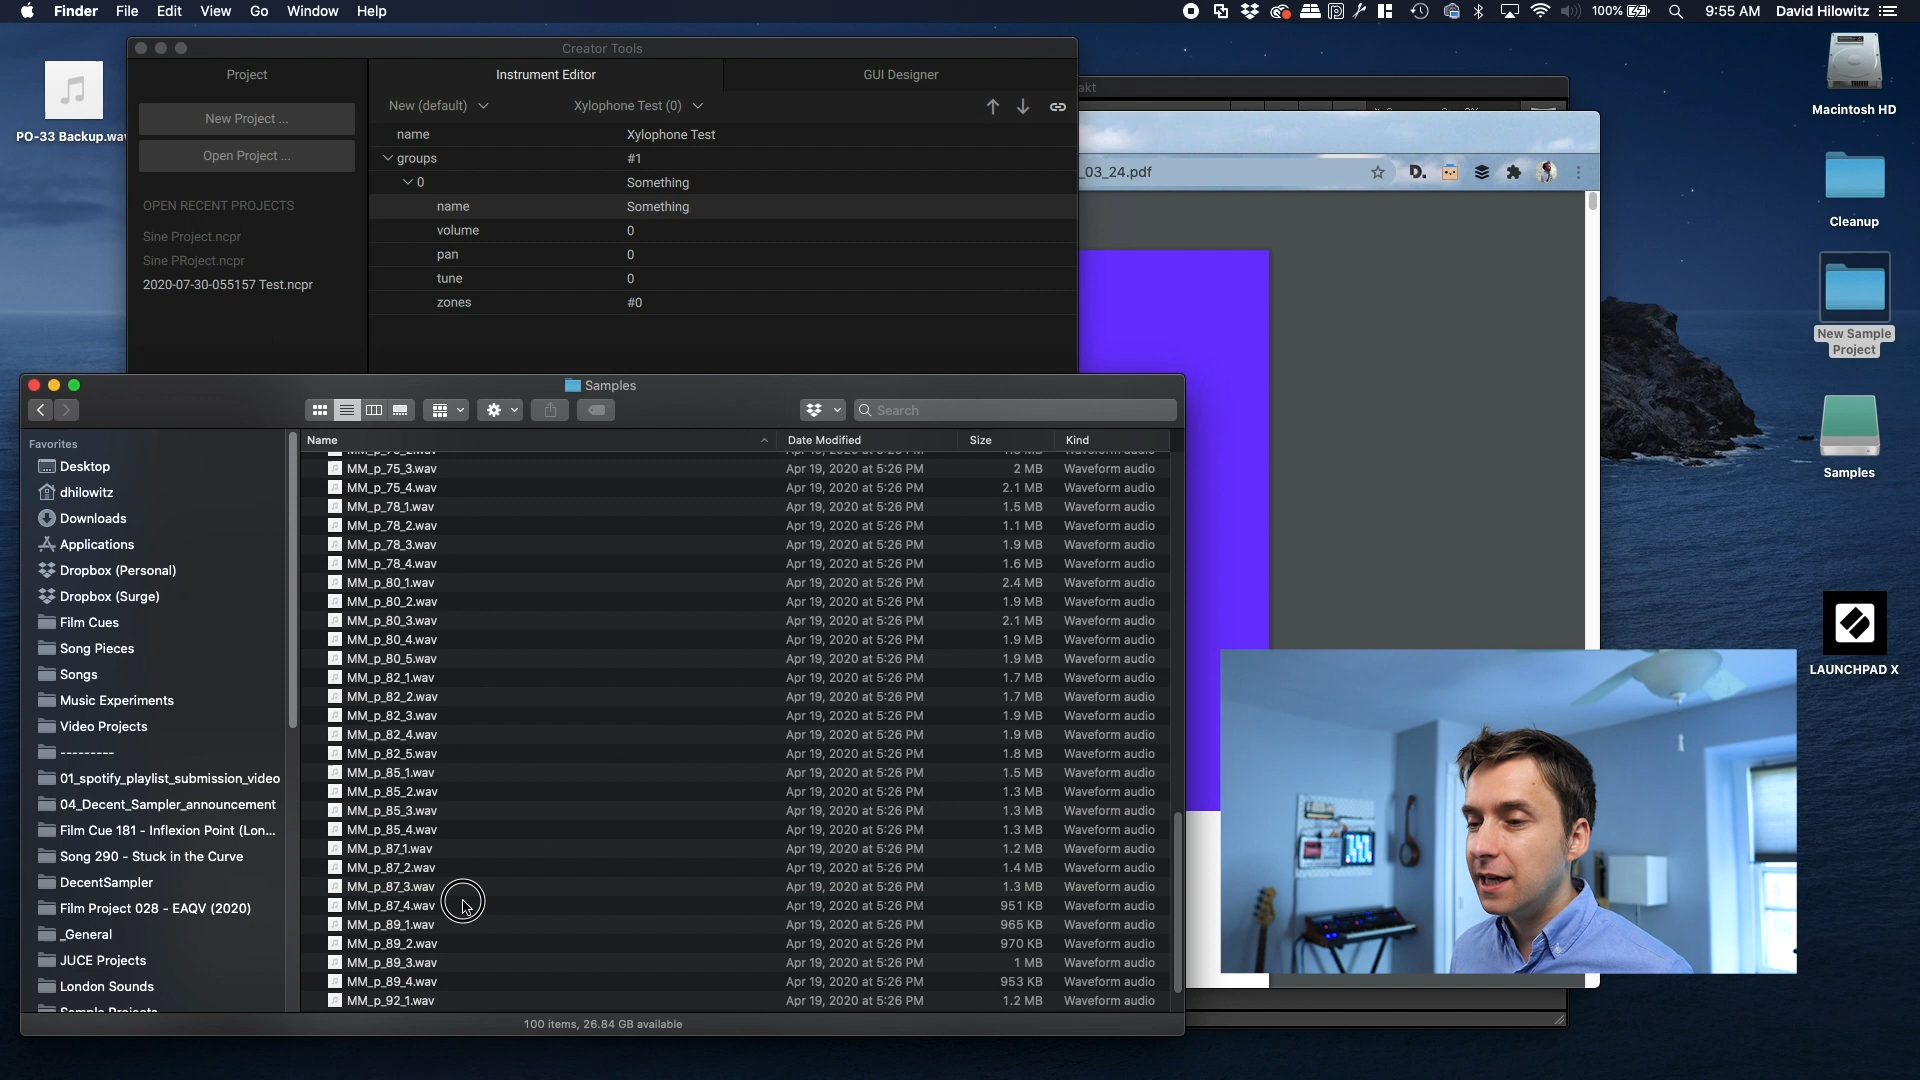 Finder File Edit View Go Window Help
100%
9:55 AM David Hilowitz
PO-33 Backup.wav
Creator Tools
Project
Instrument Editor
GUI Designer
New Project ...
Open Project ...
OPEN RECENT PROJECTS
Sine Project.ncpr
Sine PRoject.ncpr
2020-07-30-055157 Test.ncpr
New (default)
Xylophone Test (0)
name Xylophone Test
groups #1
0 Something
name Something
volume 0
pan 0
tune 0
zones #0
akt
_03_24.pdf
D.
Macintosh HD
Cleanup
New Sample
Project
Samples
LAUNCHPAD X
Samples
Search
Favorites
Desktop
dhilowitz
Downloads
Applications
Dropbox (Personal)
Dropbox (Surge)
Film Cues
Song Pieces
Songs
Music Experiments
Video Projects
---------
01_spotify_playlist_submission_video
04_Decent_Sampler_announcement
Film Cue 181 - Inflexion Point (Lon...
Song 290 - Stuck in the Curve
DecentSampler
Film Project 028 - EAQV (2020)
_General
JUCE Projects
London Sounds
Name Date Modified Size Kind
MM_p_75_3.wav Apr 19, 2020 at 5:26 PM 2 MB Waveform audio
MM_p_75_4.wav Apr 19, 2020 at 5:26 PM 2.1 MB Waveform audio
MM_p_78_1.wav Apr 19, 2020 at 5:26 PM 1.5 MB Waveform audio
MM_p_78_2.wav Apr 19, 2020 at 5:26 PM 1.1 MB Waveform audio
MM_p_78_3.wav Apr 19, 2020 at 5:26 PM 1.9 MB Waveform audio
MM_p_78_4.wav Apr 19, 2020 at 5:26 PM 1.6 MB Waveform audio
MM_p_80_1.wav Apr 19, 2020 at 5:26 PM 2.4 MB Waveform audio
MM_p_80_2.wav Apr 19, 2020 at 5:26 PM 1.9 MB Waveform audio
MM_p_80_3.wav Apr 19, 2020 at 5:26 PM 2.1 MB Waveform audio
MM_p_80_4.wav Apr 19, 2020 at 5:26 PM 1.9 MB Waveform audio
MM_p_80_5.wav Apr 19, 2020 at 5:26 PM 1.9 MB Waveform audio
MM_p_82_1.wav Apr 19, 2020 at 5:26 PM 1.7 MB Waveform audio
MM_p_82_2.wav Apr 19, 2020 at 5:26 PM 1.7 MB Waveform audio
MM_p_82_3.wav Apr 19, 2020 at 5:26 PM 1.9 MB Waveform audio
MM_p_82_4.wav Apr 19, 2020 at 5:26 PM 1.9 MB Waveform audio
MM_p_82_5.wav Apr 19, 2020 at 5:26 PM 1.8 MB Waveform audio
MM_p_85_1.wav Apr 19, 2020 at 5:26 PM 1.5 MB Waveform audio
MM_p_85_2.wav Apr 19, 2020 at 5:26 PM 1.3 MB Waveform audio
MM_p_85_3.wav Apr 19, 2020 at 5:26 PM 1.3 MB Waveform audio
MM_p_85_4.wav Apr 19, 2020 at 5:26 PM 1.3 MB Waveform audio
MM_p_87_1.wav Apr 19, 2020 at 5:26 PM 1.2 MB Waveform audio
MM_p_87_2.wav Apr 19, 2020 at 5:26 PM 1.4 MB Waveform audio
MM_p_87_3.wav Apr 19, 2020 at 5:26 PM 1.3 MB Waveform audio
MM_p_87_4.wav Apr 19, 2020 at 5:26 PM 951 KB Waveform audio
MM_p_89_1.wav Apr 19, 2020 at 5:26 PM 965 KB Waveform audio
MM_p_89_2.wav Apr 19, 2020 at 5:26 PM 970 KB Waveform audio
MM_p_89_3.wav Apr 19, 2020 at 5:26 PM 1 MB Waveform audio
MM_p_89_4.wav Apr 19, 2020 at 5:26 PM 953 KB Waveform audio
MM_p_92_1.wav Apr 19, 2020 at 5:26 PM 1.2 MB Waveform audio
100 items, 26.84 GB available